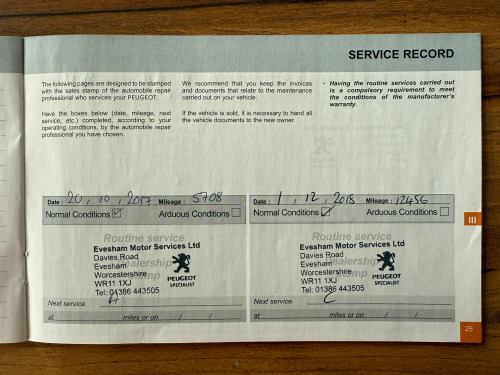 SERVICE RECORD
The following pages are designed to be stamped
with the sales stamp of the automobile repair
professional who services your PEUGEOT.
Have the boxes below (date, mileage, next
service, etc.) completed, according to your
operating conditions, by the automobile repair
professional you have chosen.
We recommend that you keep the invoices
and documents that relate to the maintenance
carried out on your vehicle.
If the vehicle is sold, it is necessary to hand all
the vehicle documents to the new owner.
• Having the routine services carried out
is a compulsory requirement to meet
the conditions of the manufacturer's
warranty.
Date : 20 , 10 , 2017 Mileage : 5708
Normal Conditions ☑ Arduous Conditions ☐
Routine service
Dealership
stamp
Evesham Motor Services Ltd
Davies Road
Evesham
Worcestershire
WR11 1XJ
Tel: 01386 443505
PEUGEOT
SPECIALIST
Next service A
at miles or on / /
Date : 1 , 12 , 2018 Mileage : 12456
Normal Conditions ☑ Arduous Conditions ☐
Routine service
Dealership
stamp
Evesham Motor Services Ltd
Davies Road
Evesham
Worcestershire
WR11 1XJ
Tel: 01386 443505
PEUGEOT
SPECIALIST
Next service C
at miles or on / /
III
25